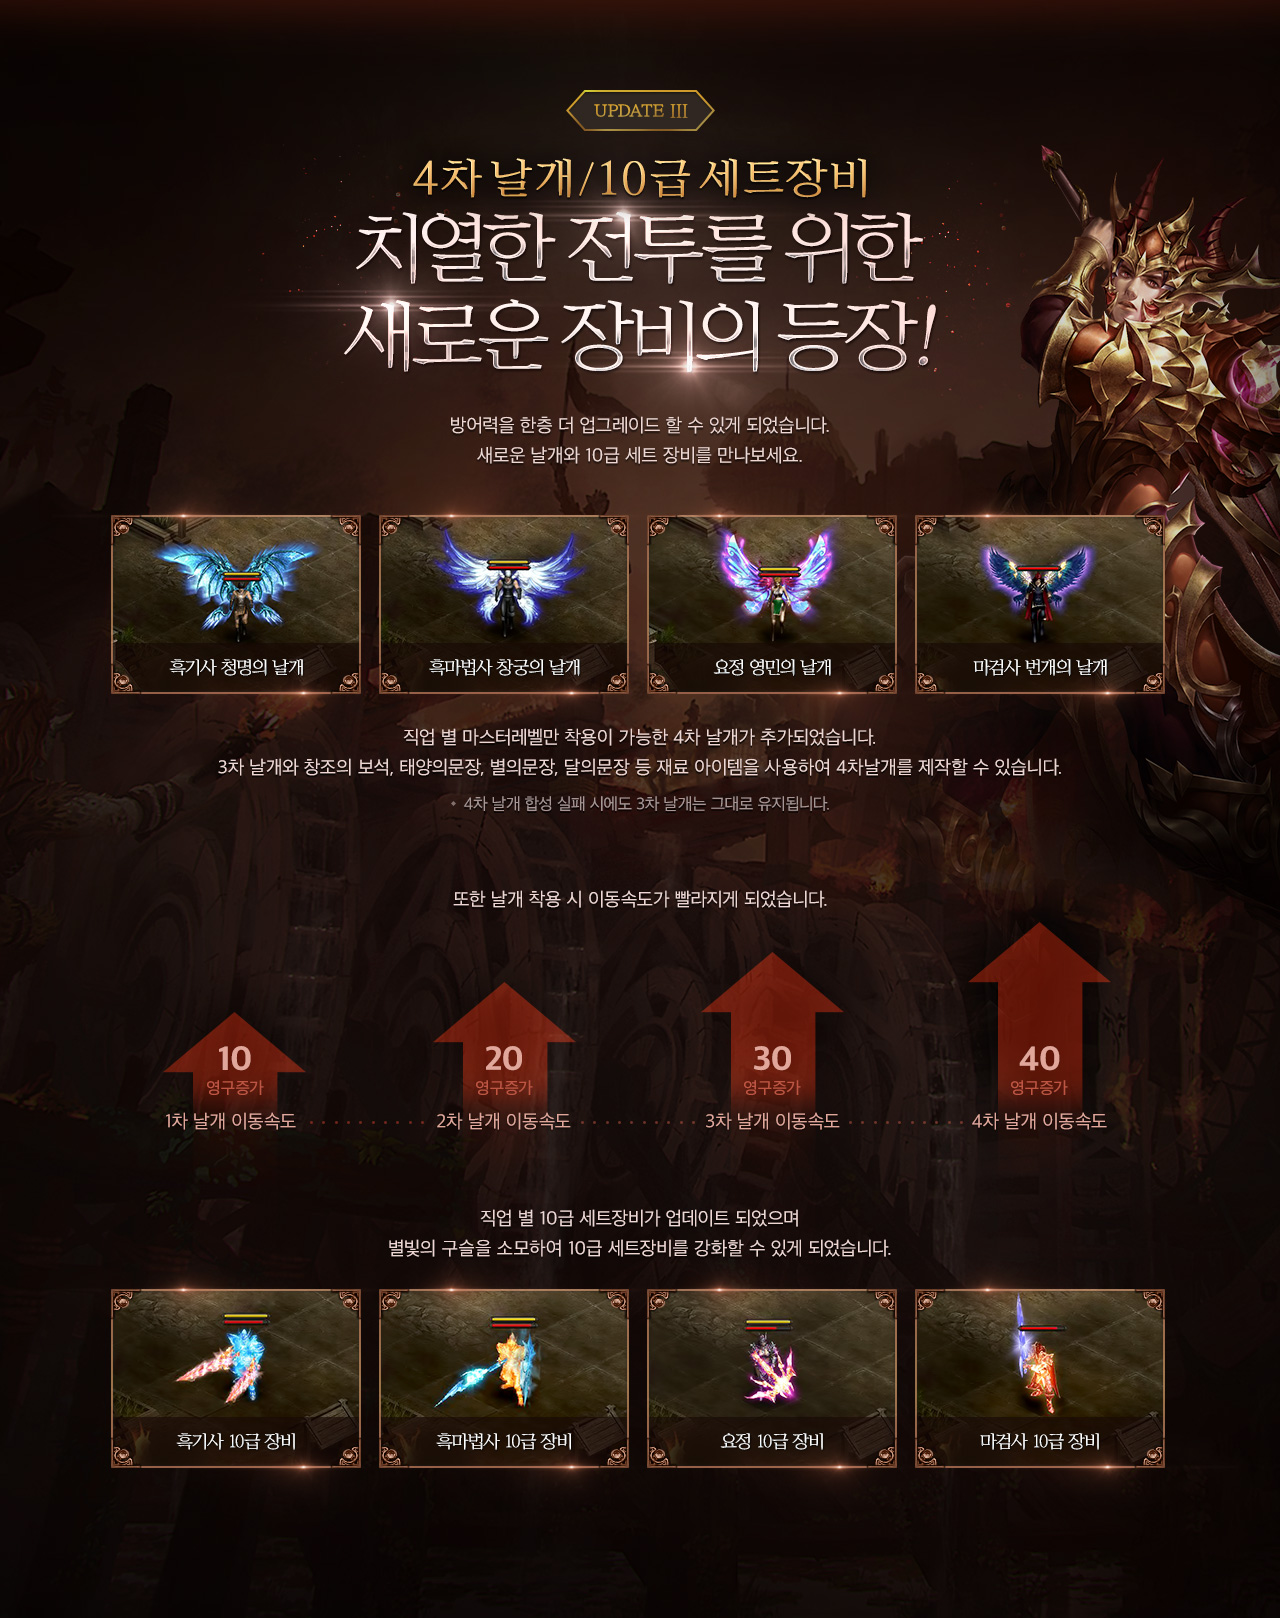 UPDATE III
4차 날개/10급 세트장비
치열한 전투를 위한
새로운 장비의 등장!
방어력을 한층 더 업그레이드 할 수 있게 되었습니다.
새로운 날개와 10급 세트 장비를 만나보세요.
흑기사 청명의 날개
흑마법사 창궁의 날개
요정 영민의 날개
마검사 번개의 날개
직업 별 마스터레벨만 착용이 가능한 4차 날개가 추가되었습니다.
3차 날개와 창조의 보석, 태양의문장, 별의문장, 달의문장 등 재료 아이템을 사용하여 4차날개를 제작할 수 있습니다.
• 4차 날개 합성 실패 시에도 3차 날개는 그대로 유지됩니다.
또한 날개 착용 시 이동속도가 빨라지게 되었습니다.
10
영구증가
1차 날개 이동속도
20
영구증가
2차 날개 이동속도
30
영구증가
3차 날개 이동속도
40
영구증가
4차 날개 이동속도
직업 별 10급 세트장비가 업데이트 되었으며
별빛의 구슬을 소모하여 10급 세트장비를 강화할 수 있게 되었습니다.
흑기사 10급 장비
흑마법사 10급 장비
요정 10급 장비
마검사 10급 장비